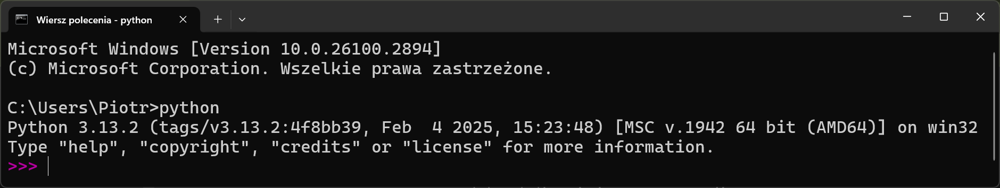 Wiersz polecenia - python
Microsoft Windows [Version 10.0.26100.2894]
(c) Microsoft Corporation. Wszelkie prawa zastrzeżone.
C:\Users\Piotr>python
Python 3.13.2 (tags/v3.13.2:4f8bb39, Feb  4 2025, 15:23:48) [MSC v.1942 64 bit (AMD64)] on win32
Type "help", "copyright", "credits" or "license" for more information.
>>>